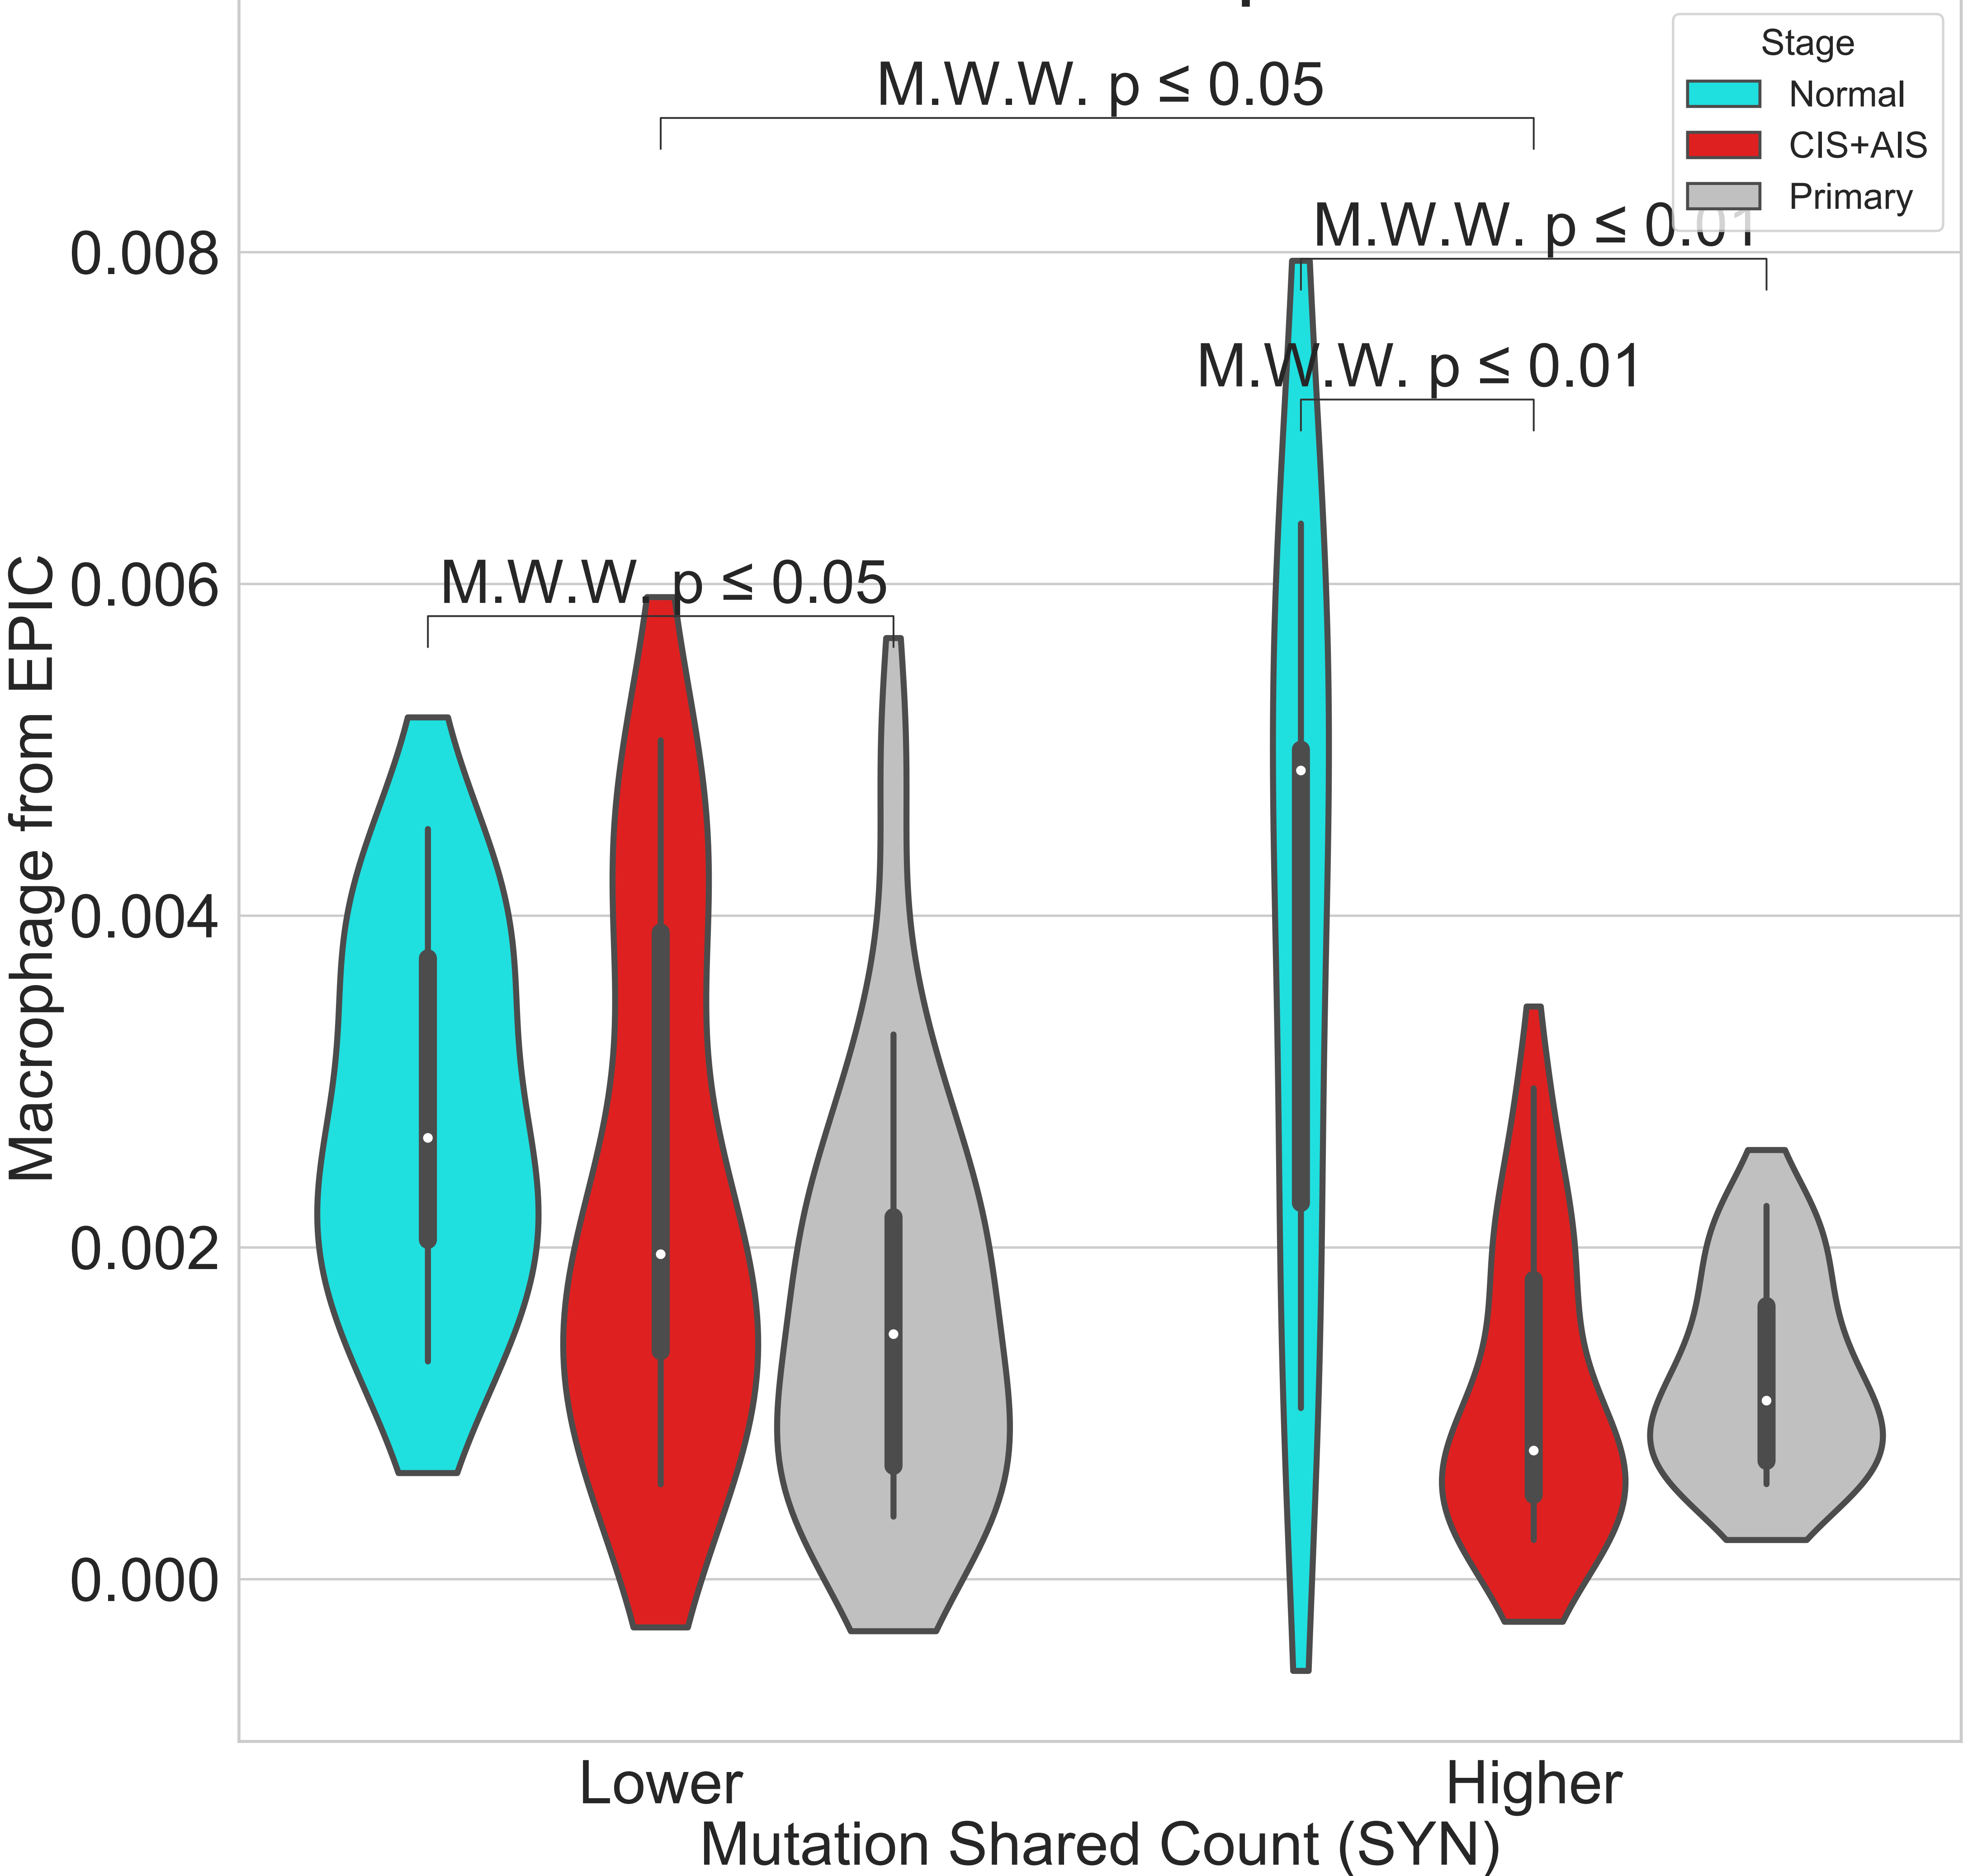 M.W.W. p ≤ 0.05
Stage
Normal
CIS+AIS
Primary
M.W.W. p ≤ 0.01
M.W.W. p ≤ 0.01
M.W.W. p ≤ 0.05
0.008
0.006
0.004
0.002
0.000
Macrophage from EPIC
Lower
Higher
Mutation Shared Count (SYN)